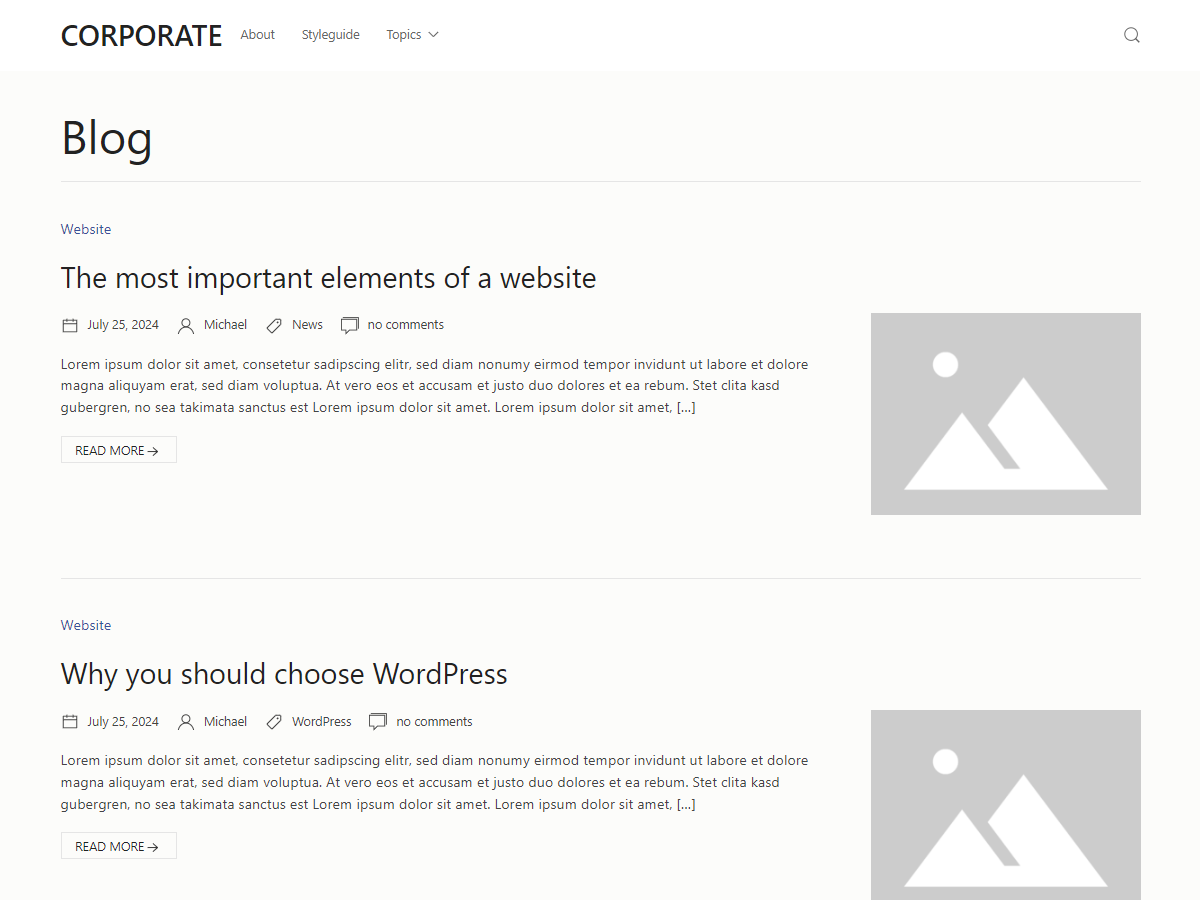 CORPORATE About Styleguide Topics
Blog
Website
The most important elements of a website
July 25, 2024 Michael News no comments
Lorem ipsum dolor sit amet, consetetur sadipscing elitr, sed diam nonumy eirmod tempor invidunt ut labore et dolore
magna aliquyam erat, sed diam voluptua. At vero eos et accusam et justo duo dolores et ea rebum. Stet clita kasd
gubergren, no sea takimata sanctus est Lorem ipsum dolor sit amet. Lorem ipsum dolor sit amet, [...]
READ MORE→
Website
Why you should choose WordPress
July 25, 2024 Michael WordPress no comments
Lorem ipsum dolor sit amet, consetetur sadipscing elitr, sed diam nonumy eirmod tempor invidunt ut labore et dolore
magna aliquyam erat, sed diam voluptua. At vero eos et accusam et justo duo dolores et ea rebum. Stet clita kasd
gubergren, no sea takimata sanctus est Lorem ipsum dolor sit amet. Lorem ipsum dolor sit amet, [...]
READ MORE→